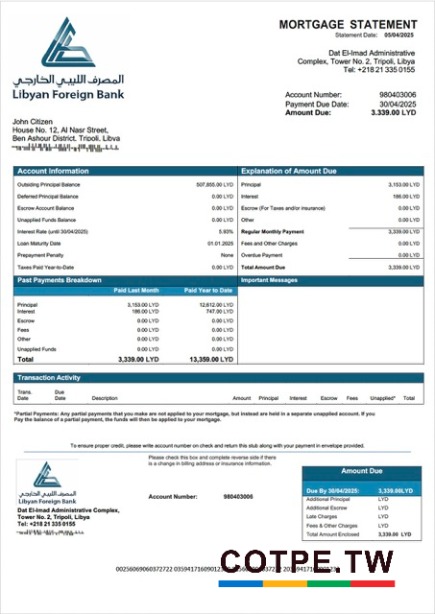 MORTGAGE STATEMENT
Statement Date: 05/04/2025
المصرف الليبي الخارجي
Libyan Foreign Bank
Dat El-Imad Administrative
Complex, Tower No. 2, Tripoli, Libya
Tel: +218 21 335 0155
Account Number: 980403006
Payment Due Date: 30/04/2025
Amount Due: 3.339.00 LYD
John Citizen
House No. 12, Al Nasr Street,
Ben Ashour District. Tripoli, Libva
Account Information
Outsiding Principal Balance 507,855.00 LYD
Deferred Principal Balance 0.00 LYD
Escrow Account Balance 0.00 LYD
Unapplied Funds Balance 0.00 LYD
Interest Rate (until 30/04/2025) 5.93%
Loan Maturity Date 01.01.2025
Prepayment Penalty None
Taxes Paid Year-to-Date 0.00 LYD
Explanation of Amount Due
Principal 3,153.00 LYD
Interest 186.00 LYD
Escrow (For Taxes and/or Insurance) 0.00 LYD
Other 0.00 LYD
Regular Monthly Payment 3,339.00 LYD
Fees and Other Charges 0.00 LYD
Overdue Payment 0.00 LYD
Total Amount Due 3,339.00 LYD
Past Payments Breakdown
Paid Last Month Paid Year to Date
Principal 3,153.00 LYD 12,612.00 LYD
Interest 186.00 LYD 747.00 LYD
Escrow 0.00 LYD 0.00 LYD
Fees 0.00 LYD 0.00 LYD
Other 0.00 LYD 0.00 LYD
Unapplied Funds 0.00 LYD 0.00 LYD
Total 3,339.00 LYD 13,359.00 LYD
Important Messages
Transaction Activity
Trans. Date Due Date Description Amount Principal Interest Escrow Fees Unapplied* Total
*Partial Payments: Any partial payments that you make are not applied to your mortgage, but instead are held in a separate unapplied account. If you
Pay the balance of a partial payment, the funds will then be applied to your mortgage.
To ensure proper credit, please write account number on check and return this stub along with your payment in envelope provided.
Please check this box and complete reverse side if there
is a change in billing address or insurance information.
المصرف الليبي الخارجي
Libyan Foreign Bank
Dat El-Imad Administrative Complex,
Tower No. 2, Tripoli, Libya
Tel: +218 21 335 0155
Account Number: 980403006
Amount Due
Due By 30/04/2025: 3,339.00LYD
Additional Principal LYD
Additional Escrow LYD
Late Charges LYD
Fees & Other Charges LYD
Total Amount Enclosed 3,339.00 LYD
COTPE.TW